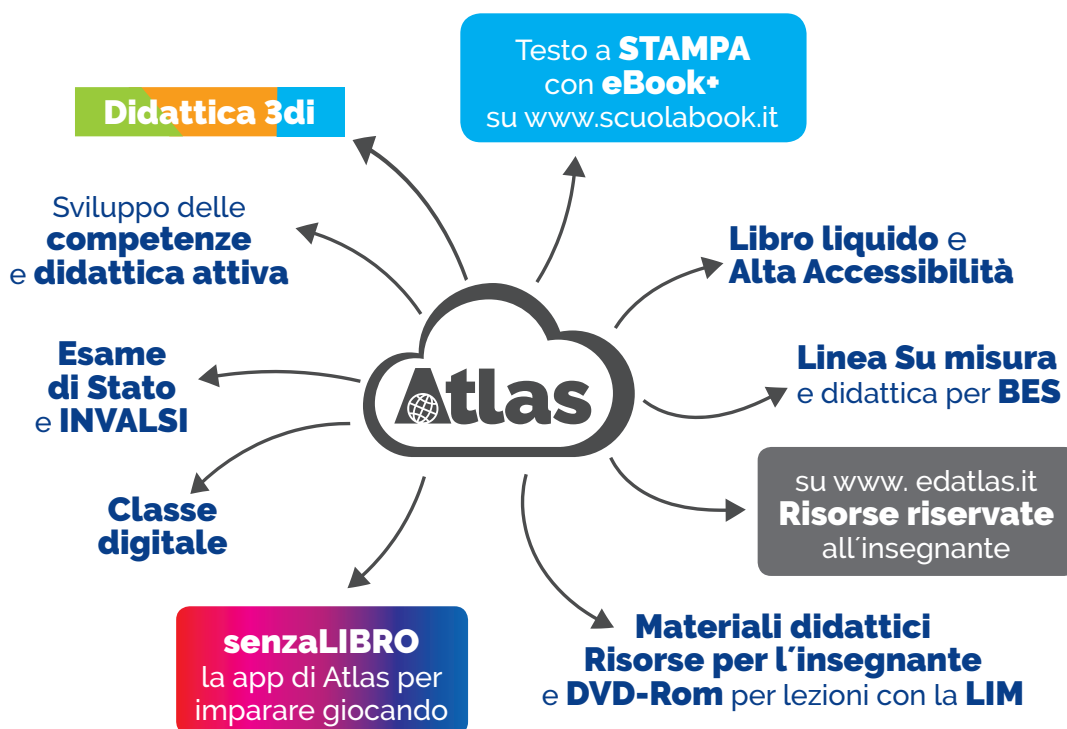 Testo a STAMPA
con eBook+
su www.scuolabook.it
Didattica 3di
Sviluppo delle
competenze
e didattica attiva
Libro liquido e
Alta Accessibilità
Esame
di Stato
e INVALSI
Atlas
Linea Su misura
e didattica per BES
su www. edatlas.it
Risorse riservate
all´insegnante
Classe
digitale
senzaLIBRO
la app di Atlas per
imparare giocando
Materiali didattici
Risorse per l´insegnante
e DVD-Rom per lezioni con la LIM